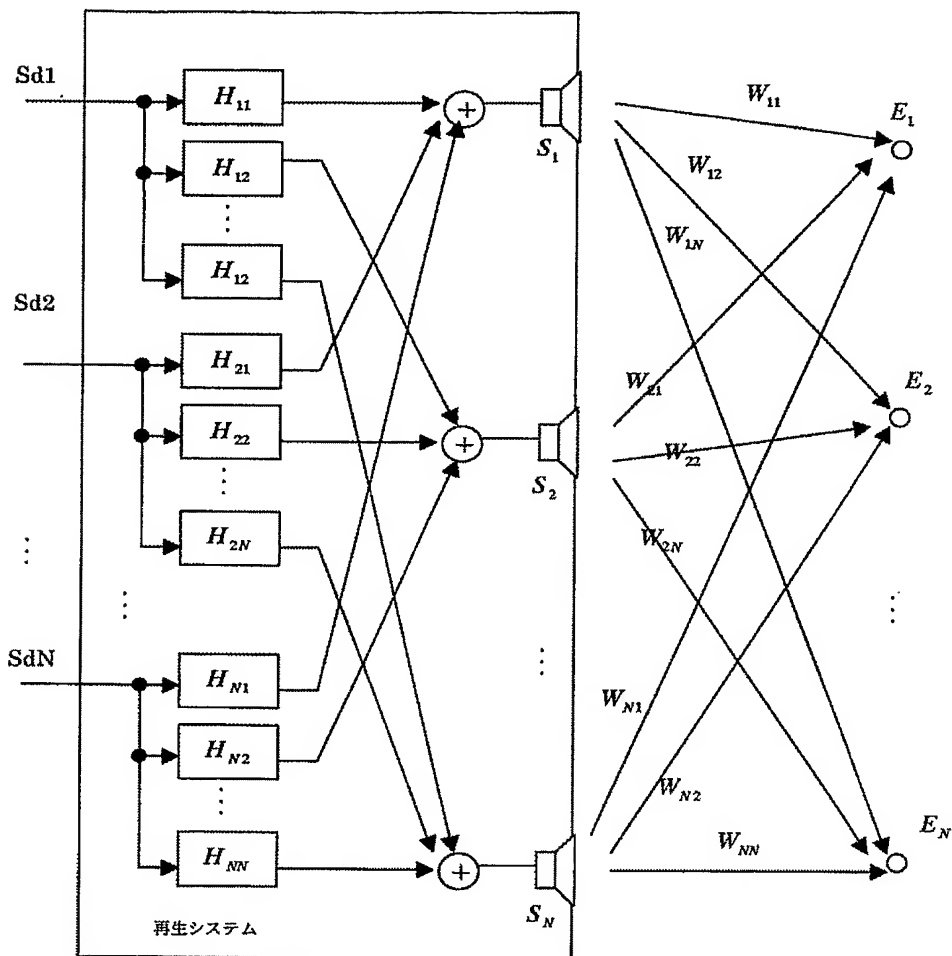 Sd1
H11
+
S1
W11
E1
H12
W12
⋮
W1N
H12
Sd2
H21
W21
E2
H22
+
S2
W22
⋮
H2N
W2N
⋮
⋮
⋮
⋮
SdN
HN1
WN1
HN2
WN2
⋮
HNN
+
SN
WNN
EN
再生システム